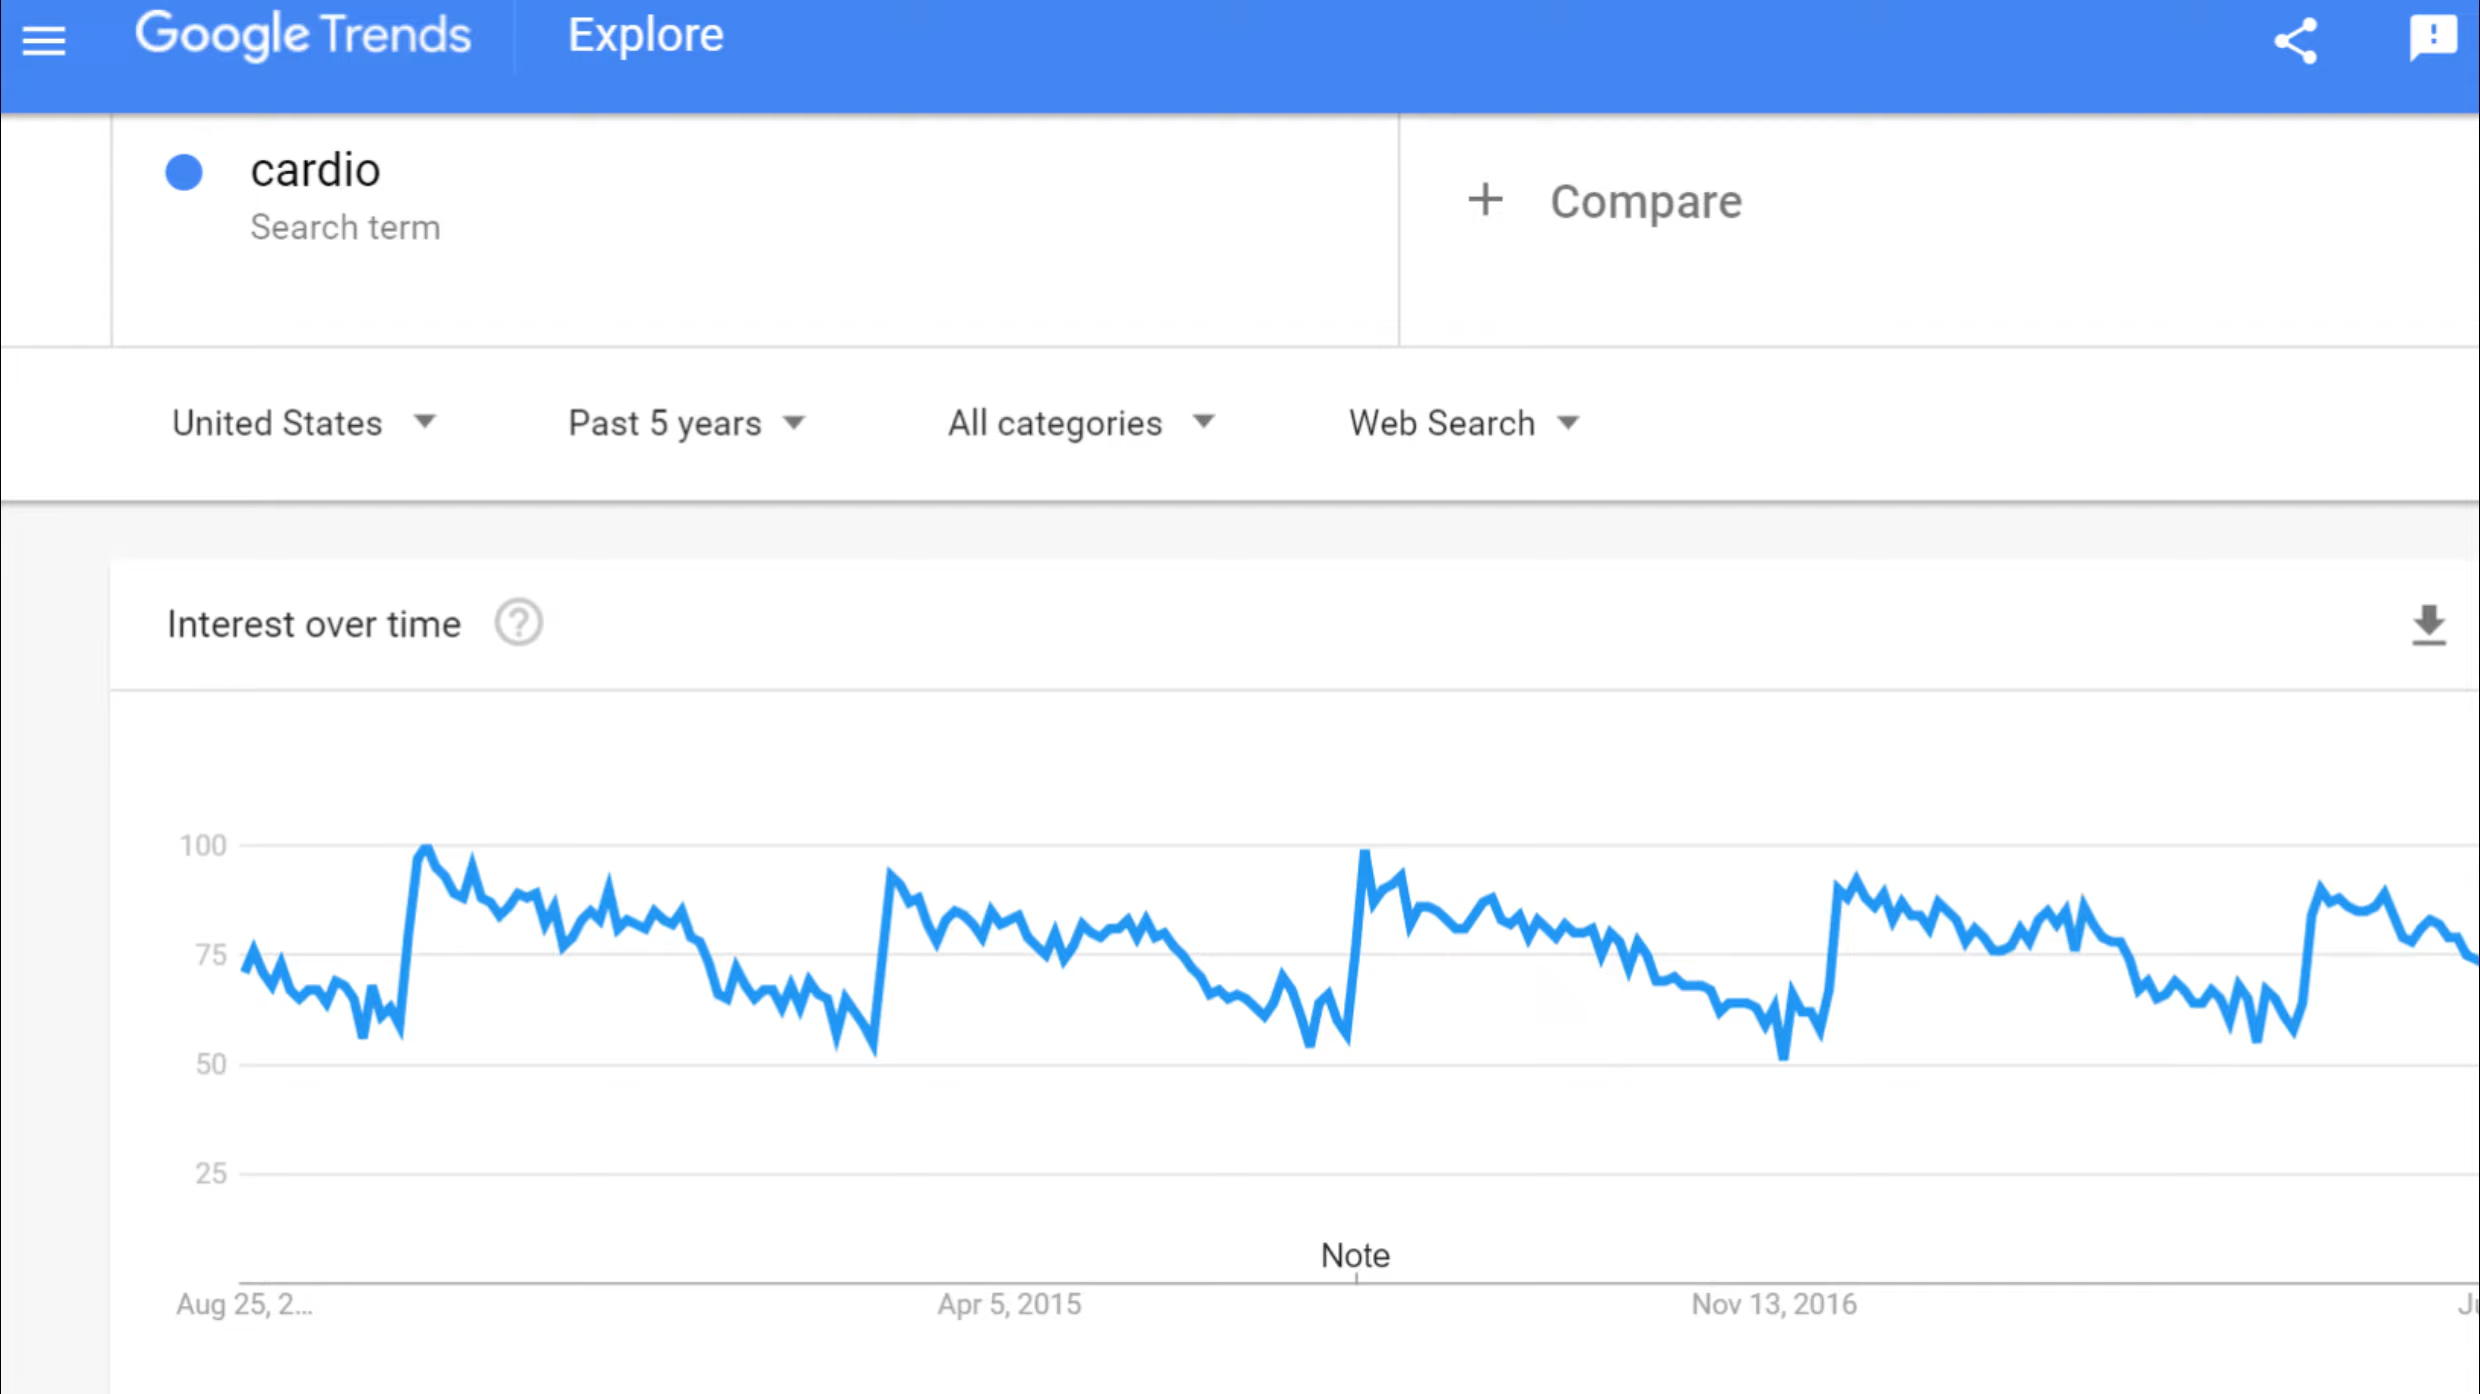 Google Trends Explore
cardio
Search term
+ Compare
United States Past 5 years All categories Web Search
Interest over time
100
75
50
25
Note
Aug 25, 2... Apr 5, 2015 Nov 13, 2016